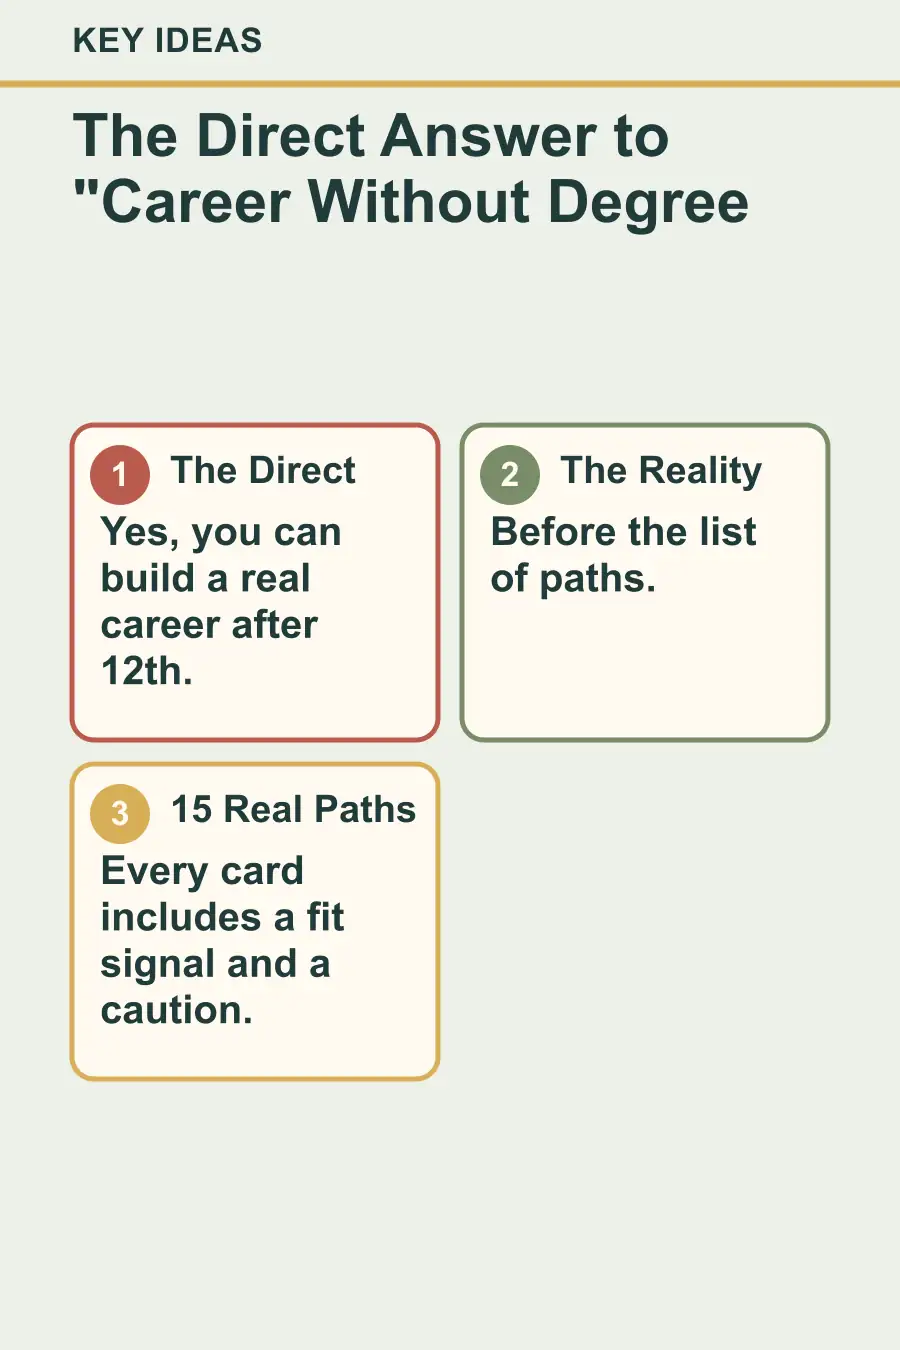 KEY IDEAS
The Direct Answer to
"Career Without Degree
1 The Direct
Yes, you can
build a real
career after
12th.
2 The Reality
Before the list
of paths.
3 15 Real Paths
Every card
includes a fit
signal and a
caution.